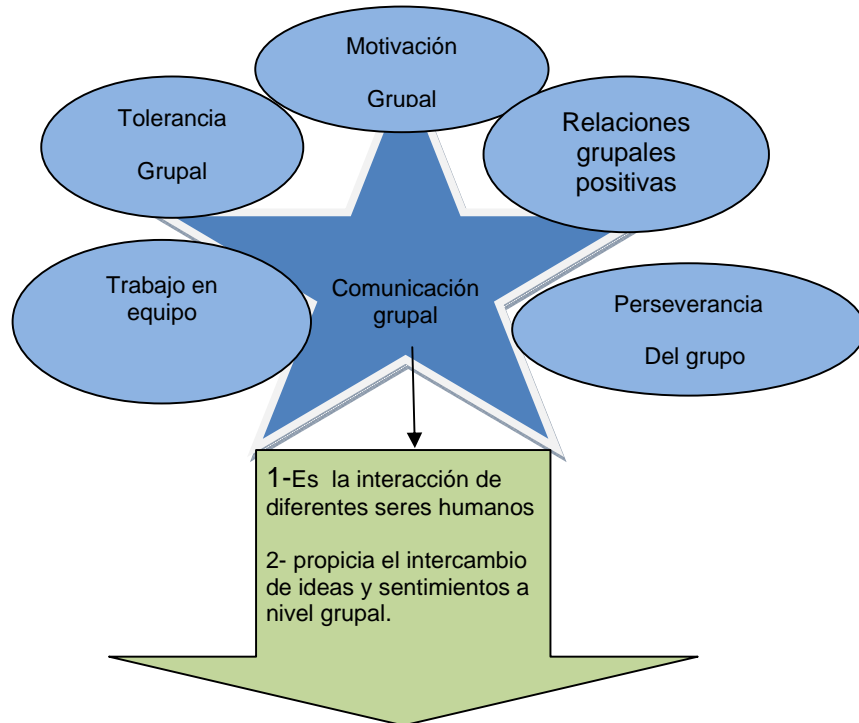 Motivación
Grupal
Tolerancia
Grupal
Relaciones
grupales
positivas
Trabajo en
equipo
Comunicación
grupal
Perseverancia
Del grupo
1-Es la interacción de
diferentes seres humanos
2- propicia el intercambio
de ideas y sentimientos a
nivel grupal.